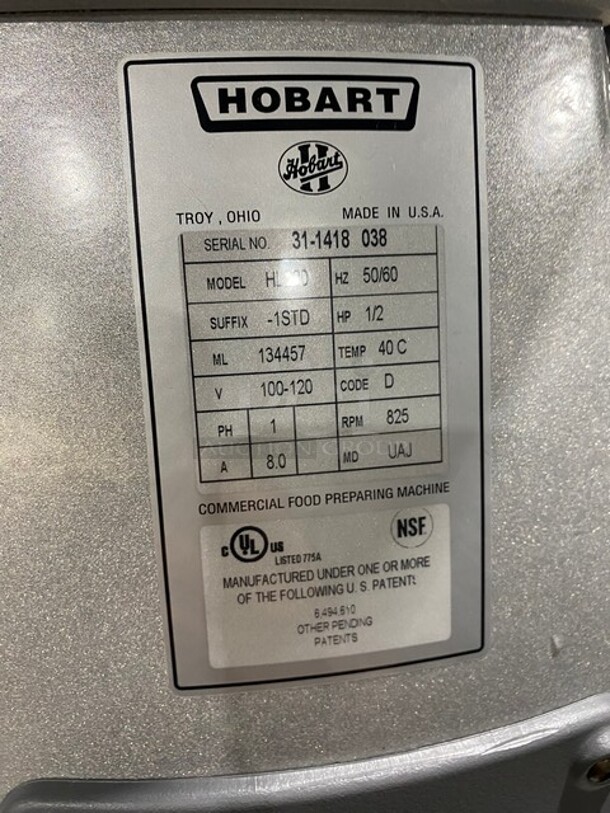 HOBART
Hobart
TROY, OHIO MADE IN U.S.A.
SERIAL NO. 31-1418 038
MODEL HZ 50/60
SUFFIX -1STD HP 1/2
ML 134457 TEMP 40 C
V 100-120 CODE D
PH 1 RPM 825
A 8.0 MD UAJ
COMMERCIAL FOOD PREPARING MACHINE
C UL US NSF
LISTED 775A
MANUFACTURED UNDER ONE OR MORE
OF THE FOLLOWING U. S. PATENTS
6,494,610
OTHER PENDING
PATENTS